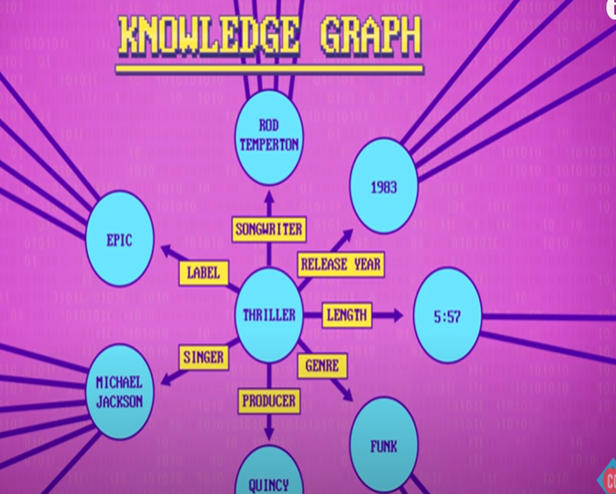 KNOWLEDGE GRAPH
ROD
TEMPERTON
1983
SONGWRITER
EPIC
RELEASE YEAR
LABEL
THRILLER
LENGTH
5:57
SINGER
GENRE
MICHAEL
JACKSON
PRODUCER
FUNK
QUINCY